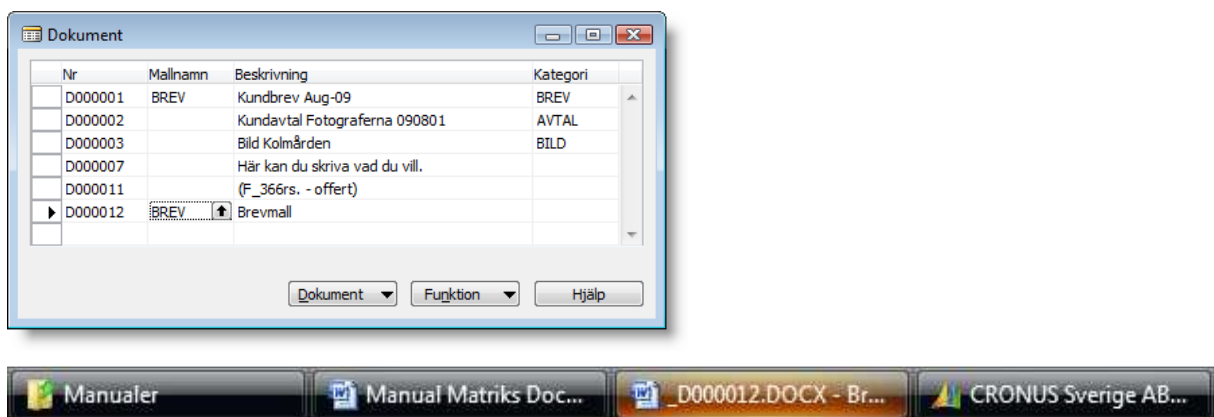 Dokument
Nr Mallnamn Beskrivning Kategori
D000001 BREV Kundbrev Aug-09 BREV
D000002 Kundavtal Fotograferna 090801 AVTAL
D000003 Bild Kolmården BILD
D000007 Här kan du skriva vad du vill.
D000011 (F_366rs. - offert)
D000012 BREV Brevmall
Dokument Funktion Hjälp
Manualer Manual Matriks Doc... _D000012.DOCX - Br... CRONUS Sverige AB...